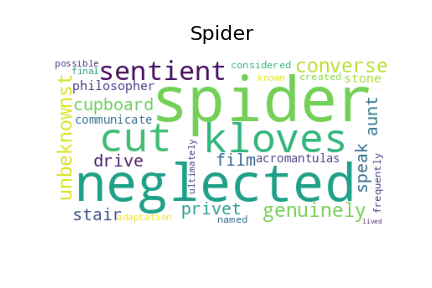 Spider
possible
final
sentient
considered
converse
philosopher
known
created
stone
unbeknownst
cupboard
spider
communicate
aunt
cut
kloves
drive
film
acromantulas
speak
frequently
ultimately
neglected
stair
adaptation
privet
named
genuinely
lived